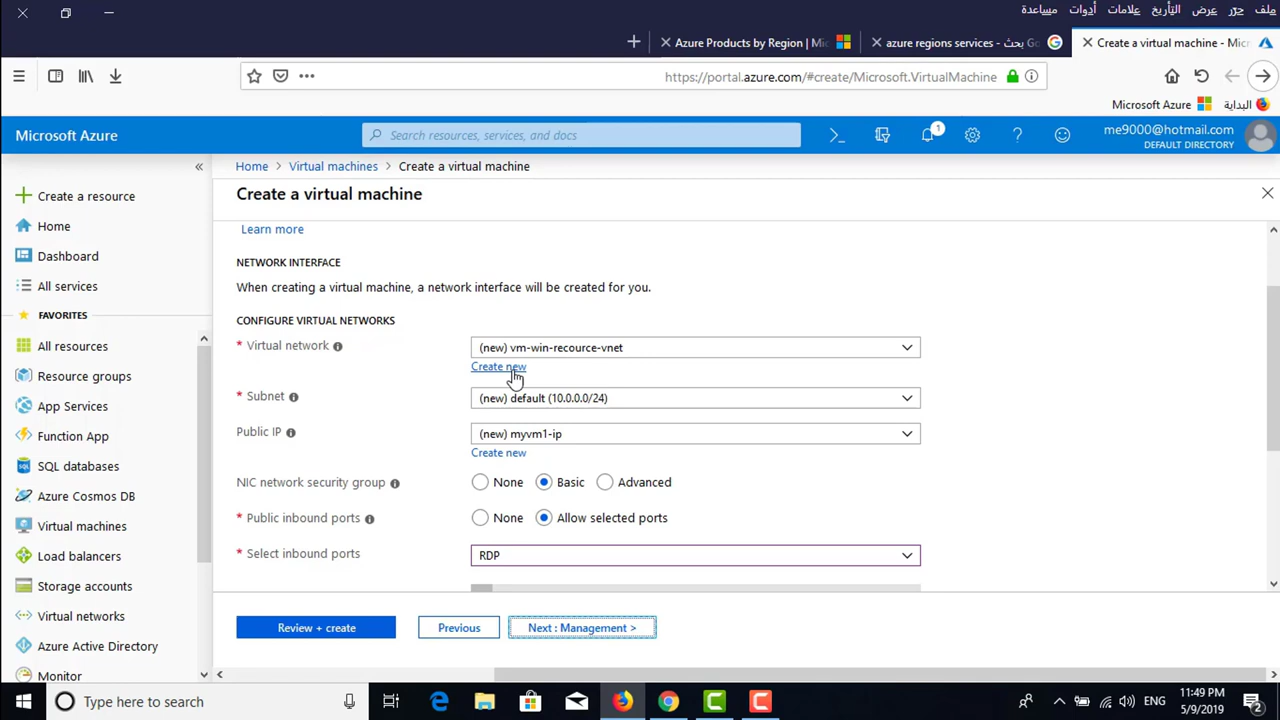 ملف تحرير عرض التأريخ علامات أدوات مساعدة
Create a virtual machine - Mic
azure regions services - بحث Go
Azure Products by Region | Mic
https://portal.azure.com/#create/Microsoft.VirtualMachine
البداية Microsoft Azure
Microsoft Azure
Search resources, services, and docs
1
me9000@hotmail.com
DEFAULT DIRECTORY
Create a resource
Home
Dashboard
All services
FAVORITES
All resources
Resource groups
App Services
Function App
SQL databases
Azure Cosmos DB
Virtual machines
Load balancers
Storage accounts
Virtual networks
Azure Active Directory
Monitor
Home > Virtual machines > Create a virtual machine
Create a virtual machine
Learn more
NETWORK INTERFACE
When creating a virtual machine, a network interface will be created for you.
CONFIGURE VIRTUAL NETWORKS
* Virtual network (new) vm-win-recource-vnet
Create new
* Subnet (new) default (10.0.0.0/24)
Public IP (new) myvm1-ip
Create new
NIC network security group None Basic Advanced
* Public inbound ports None Allow selected ports
* Select inbound ports RDP
Review + create Previous Next : Management >
Type here to search
ENG
11:49 PM
5/9/2019
2